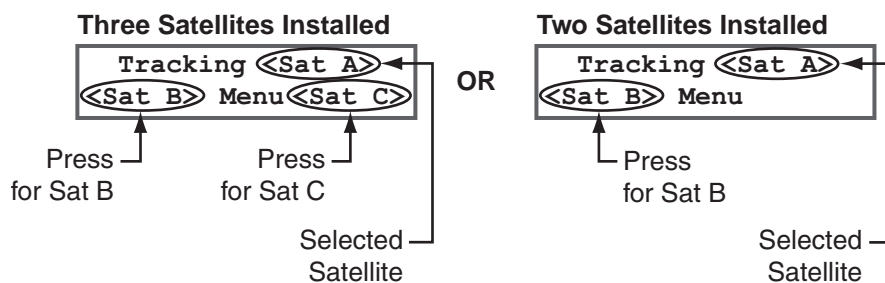 Three Satellites Installed
Tracking <Sat A>
<Sat B> Menu <Sat C>
Press
for Sat B
Press
for Sat C
Selected
Satellite
OR
Two Satellites Installed
Tracking <Sat A>
<Sat B> Menu
Press
for Sat B
Selected
Satellite